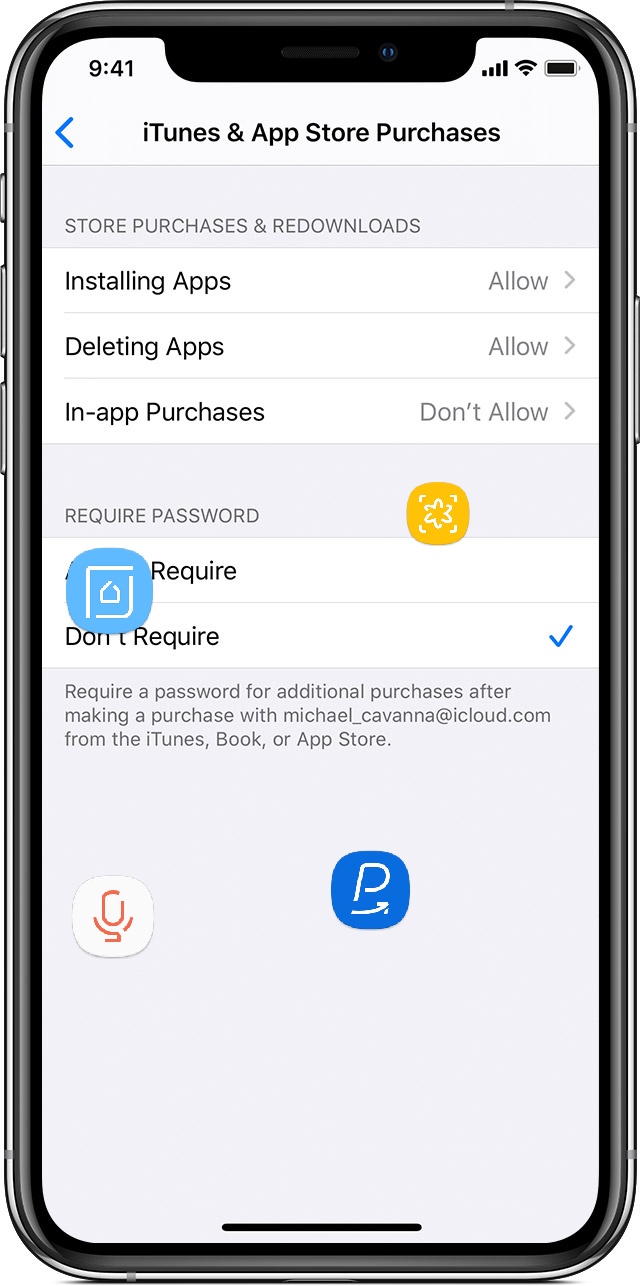 9:41
iTunes & App Store Purchases
STORE PURCHASES & REDOWNLOADS
Installing Apps Allow
Deleting Apps Allow
In-app Purchases Don’t Allow
REQUIRE PASSWORD
Require
Don’t Require
Require a password for additional purchases after
making a purchase with michael_cavanna@icloud.com
from the iTunes, Book, or App Store.